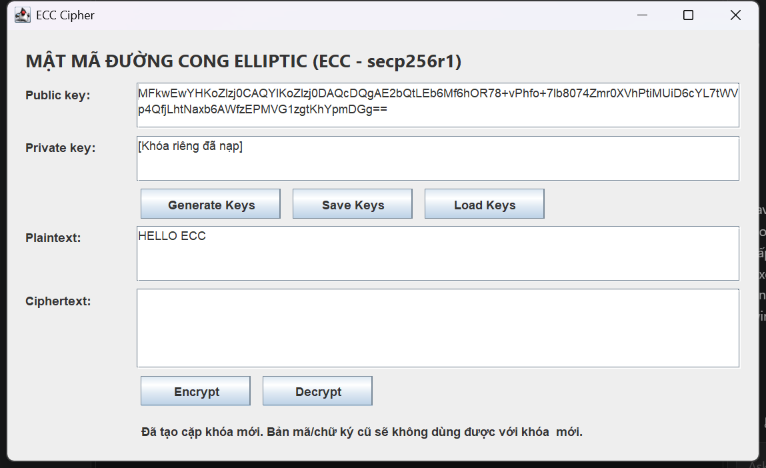 ECC Cipher
MẬT MÃ ĐƯỜNG CONG ELLIPTIC (ECC - secp256r1)
Public key:
MFkwEwYHKoZIzj0CAQYIKoZIzj0DAQcDQgAE2bQtLEb6Mf6hOR78+vPhfo+7Ib8074Zmr0XVhPtiMUiD6cYL7tWV
p4QfjLhtNaxb6AWfzEPMVG1zgtKhYpmDGg==
Private key:
[Khóa riêng đã nạp]
Generate Keys
Save Keys
Load Keys
Plaintext:
HELLO ECC
Ciphertext:
Encrypt
Decrypt
Đã tạo cặp khóa mới. Bản mã/chữ ký cũ sẽ không dùng được với khóa  mới.